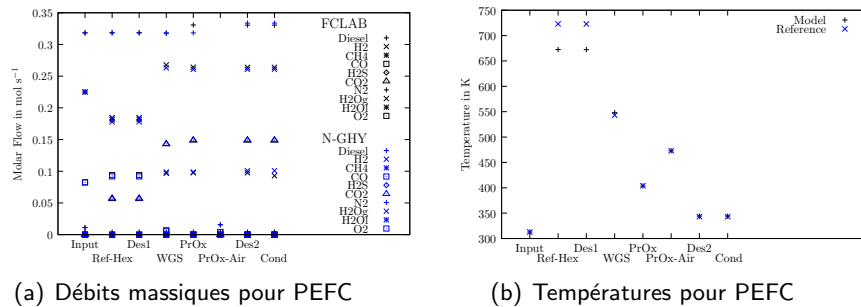 Molar Flow in mol s⁻¹
0.35
0.3
0.25
0.2
0.15
0.1
0.05
0
Input
Ref-Hex
Des1
WGS
PrOx
PrOx-Air
Des2
Cond
FCLAB
Diesel
H2
CH4
CO
H2S
CO2
N2
H2Og
H2Ol
O2
N-GHY
Diesel
H2
CH4
CO
H2S
CO2
N2
H2Og
H2Ol
O2
(a) Débits massiques pour PEFC
Temperature in K
750
700
650
600
550
500
450
400
350
300
Input
Ref-Hex
Des1
WGS
PrOx
PrOx-Air
Des2
Cond
Model
Reference
(b) Températures pour PEFC